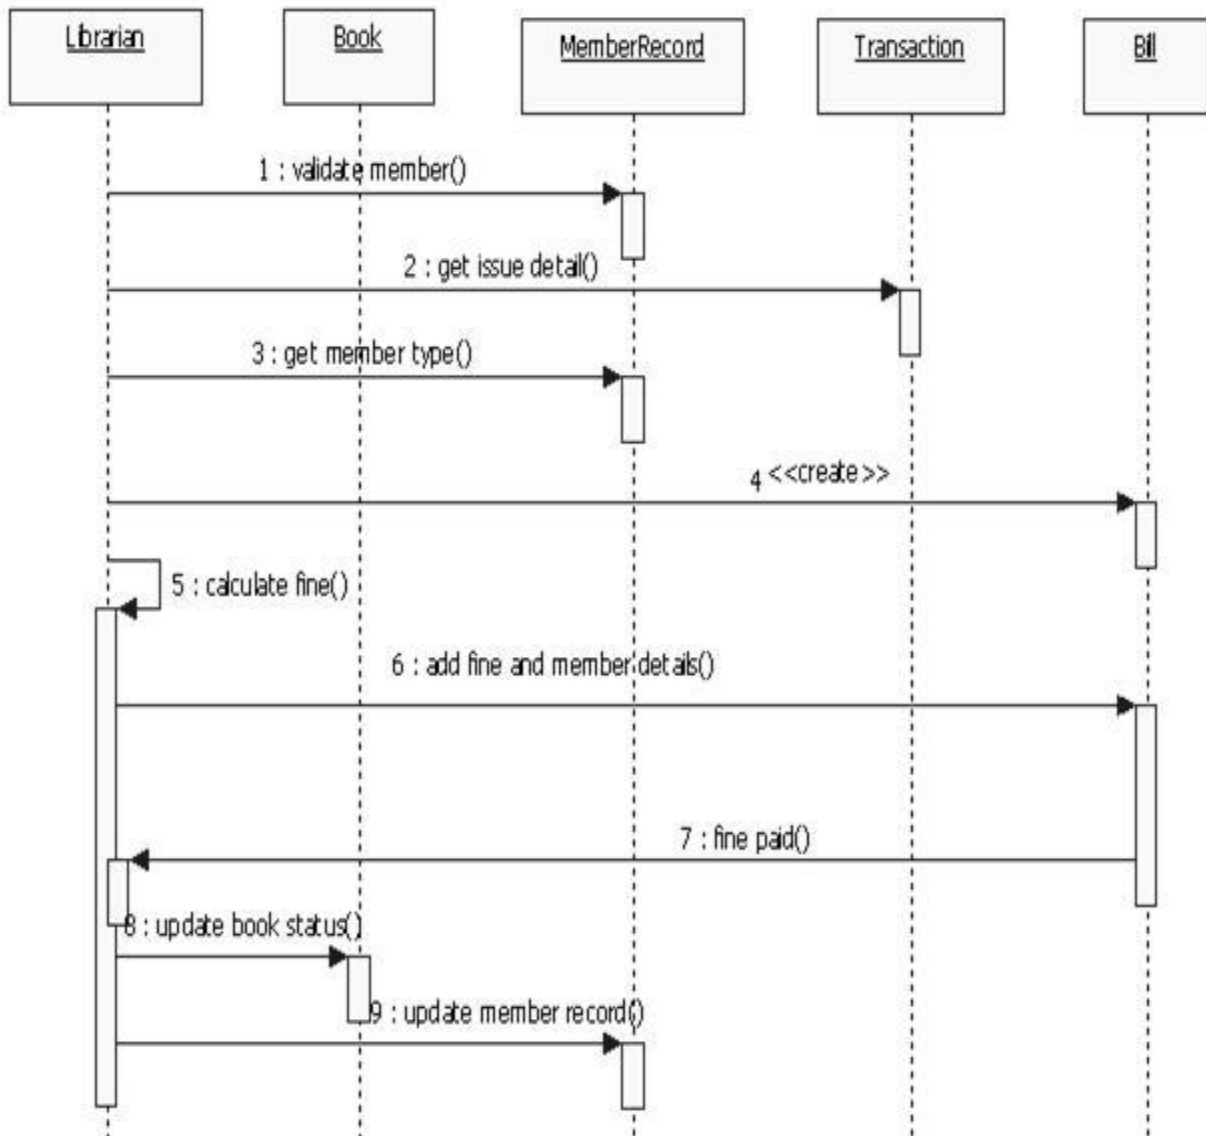 Librarian
Book
MemberRecord
Transaction
Bill
1 : validate member()
2 : get issue detail()
3 : get member type()
4 <<create>>
5 : calculate fine()
6 : add fine and member details()
7 : fine paid()
8 : update book status()
9 : update member record()